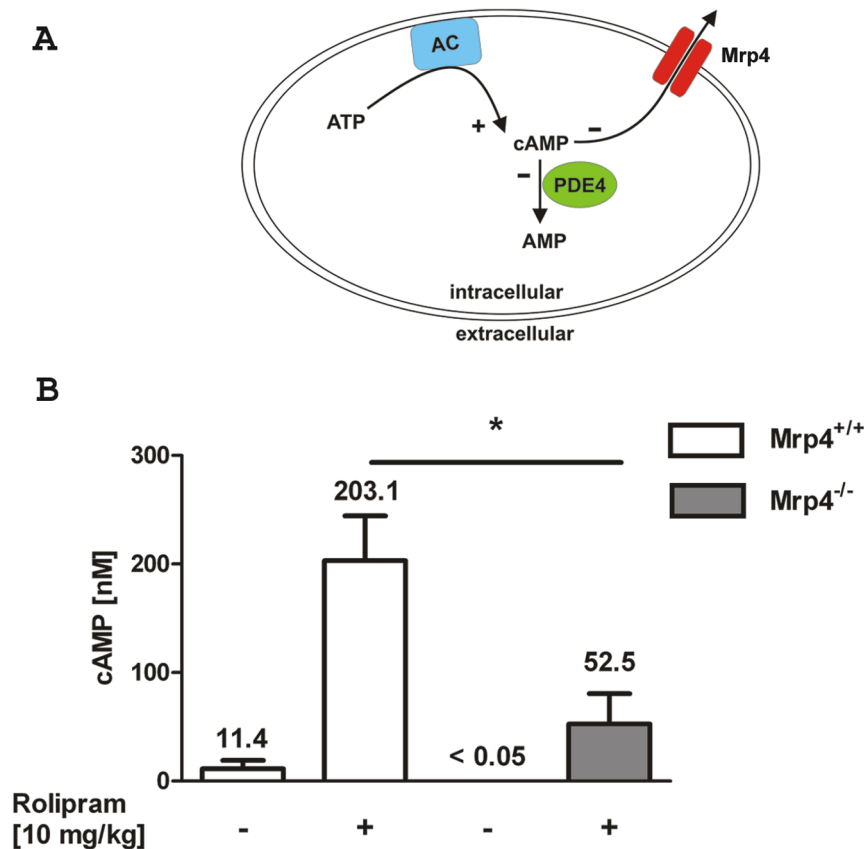 A
AC
Mrp4
ATP
+
cAMP
-
-
PDE4
AMP
intracellular
extracellular
B
*
Mrp4+/+
Mrp4-/-
cAMP [nM]
300
200
100
0
203.1
11.4
< 0.05
52.5
Rolipram
[10 mg/kg]
- + - +